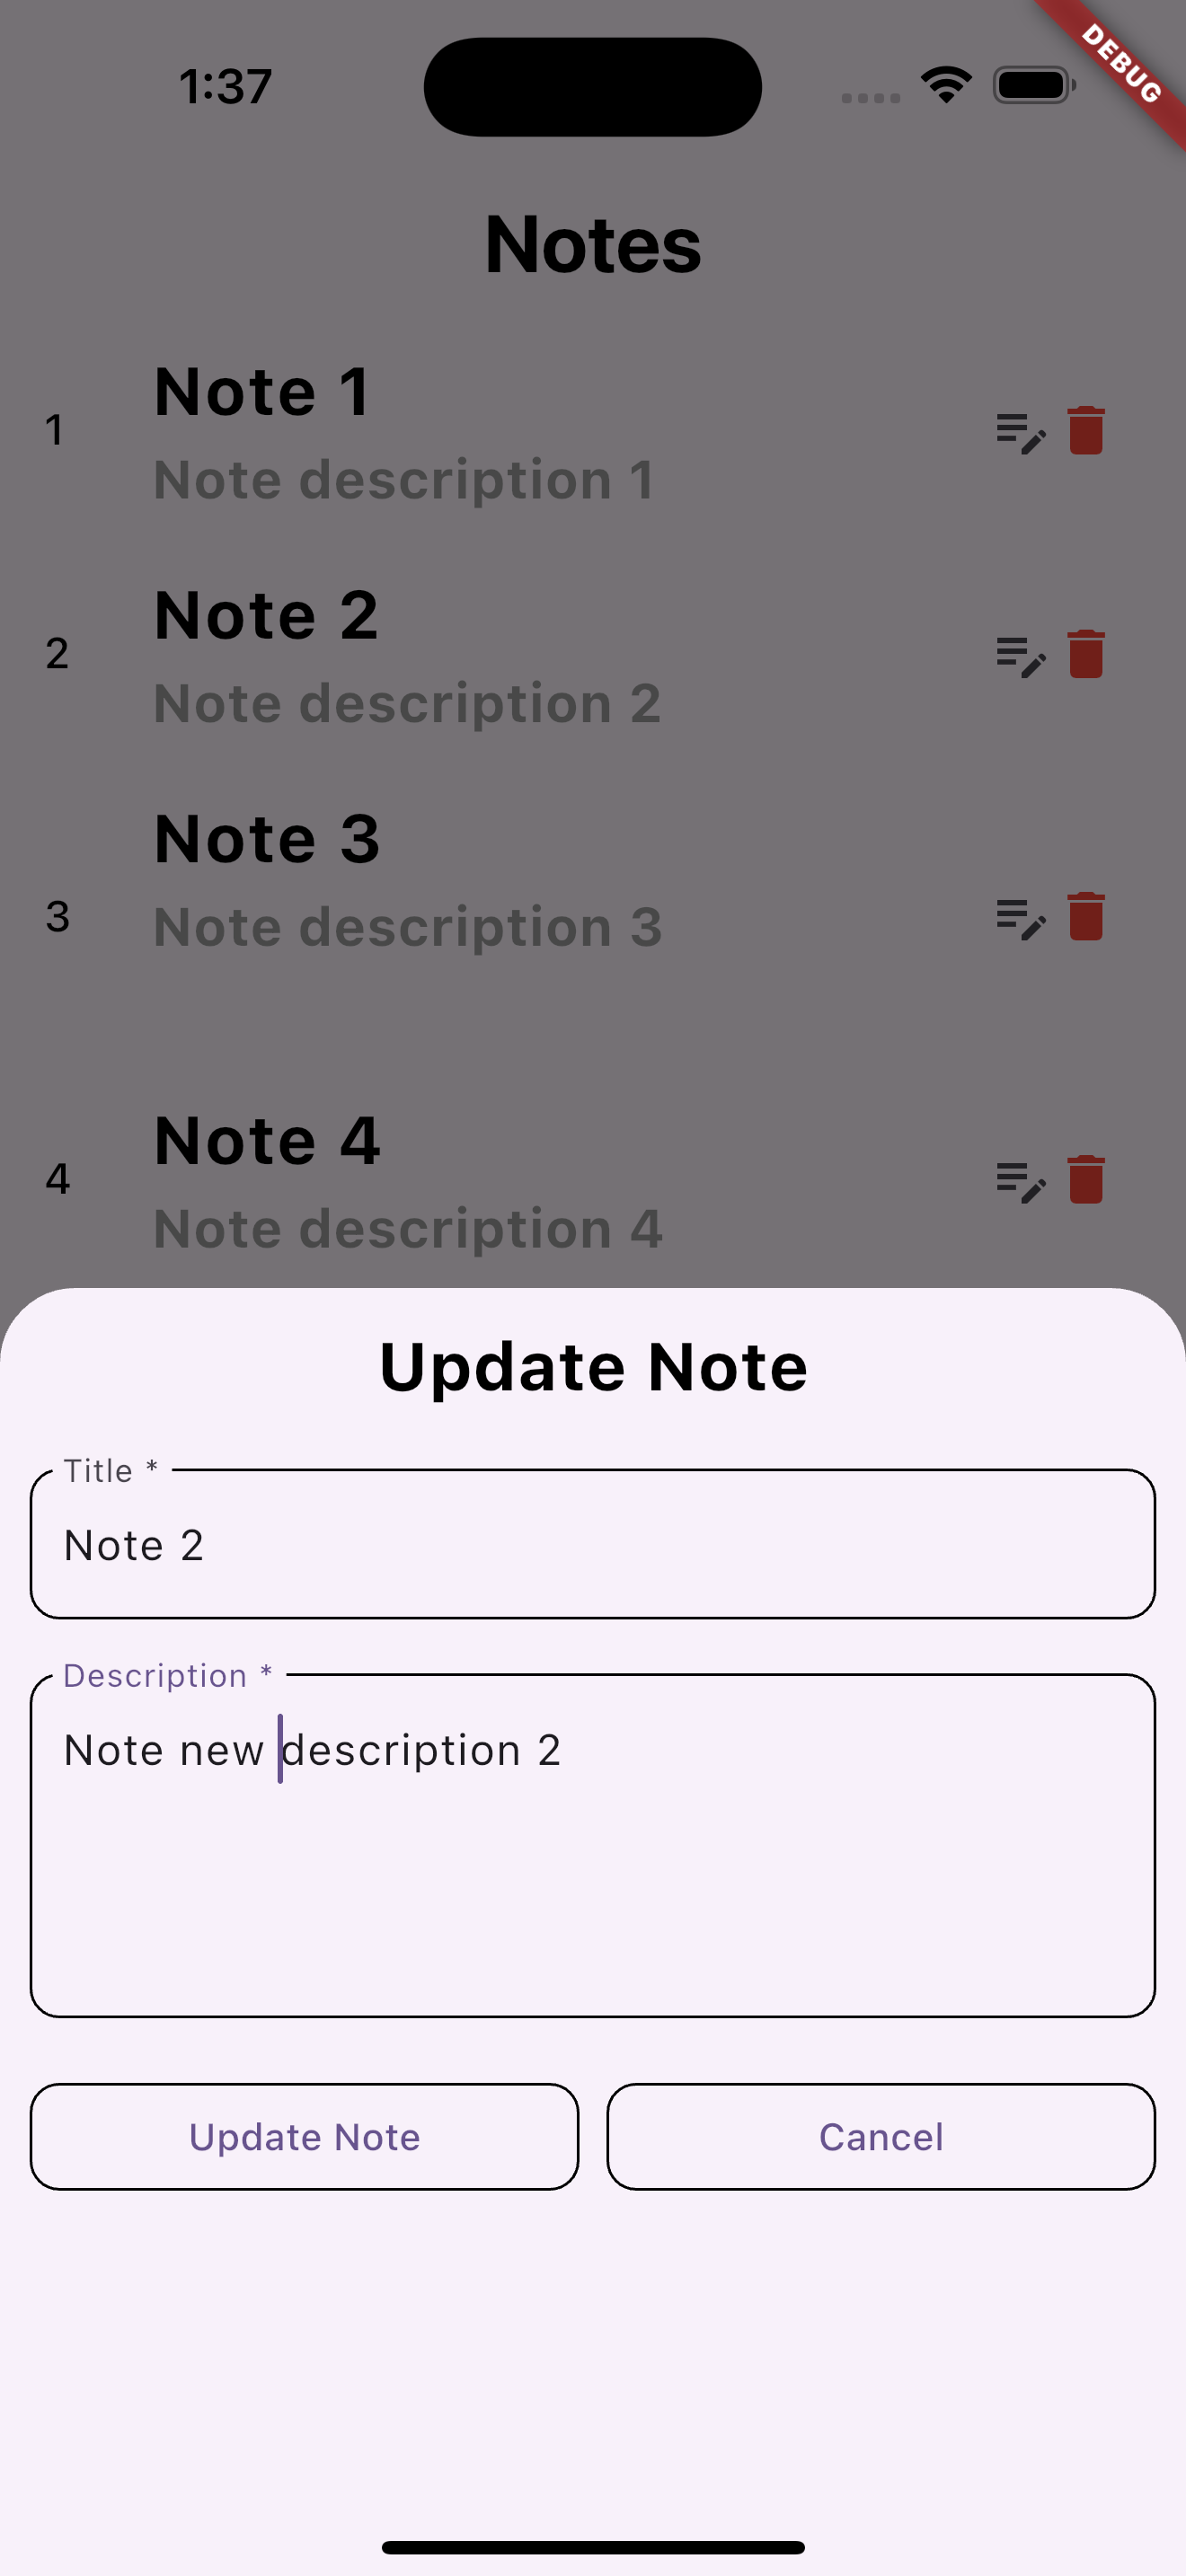 1:37
DEBUG
Notes
1
Note 1
Note description 1
2
Note 2
Note description 2
3
Note 3
Note description 3
4
Note 4
Note description 4
Update Note
Title *
Note 2
Description *
Note new description 2
Update Note
Cancel